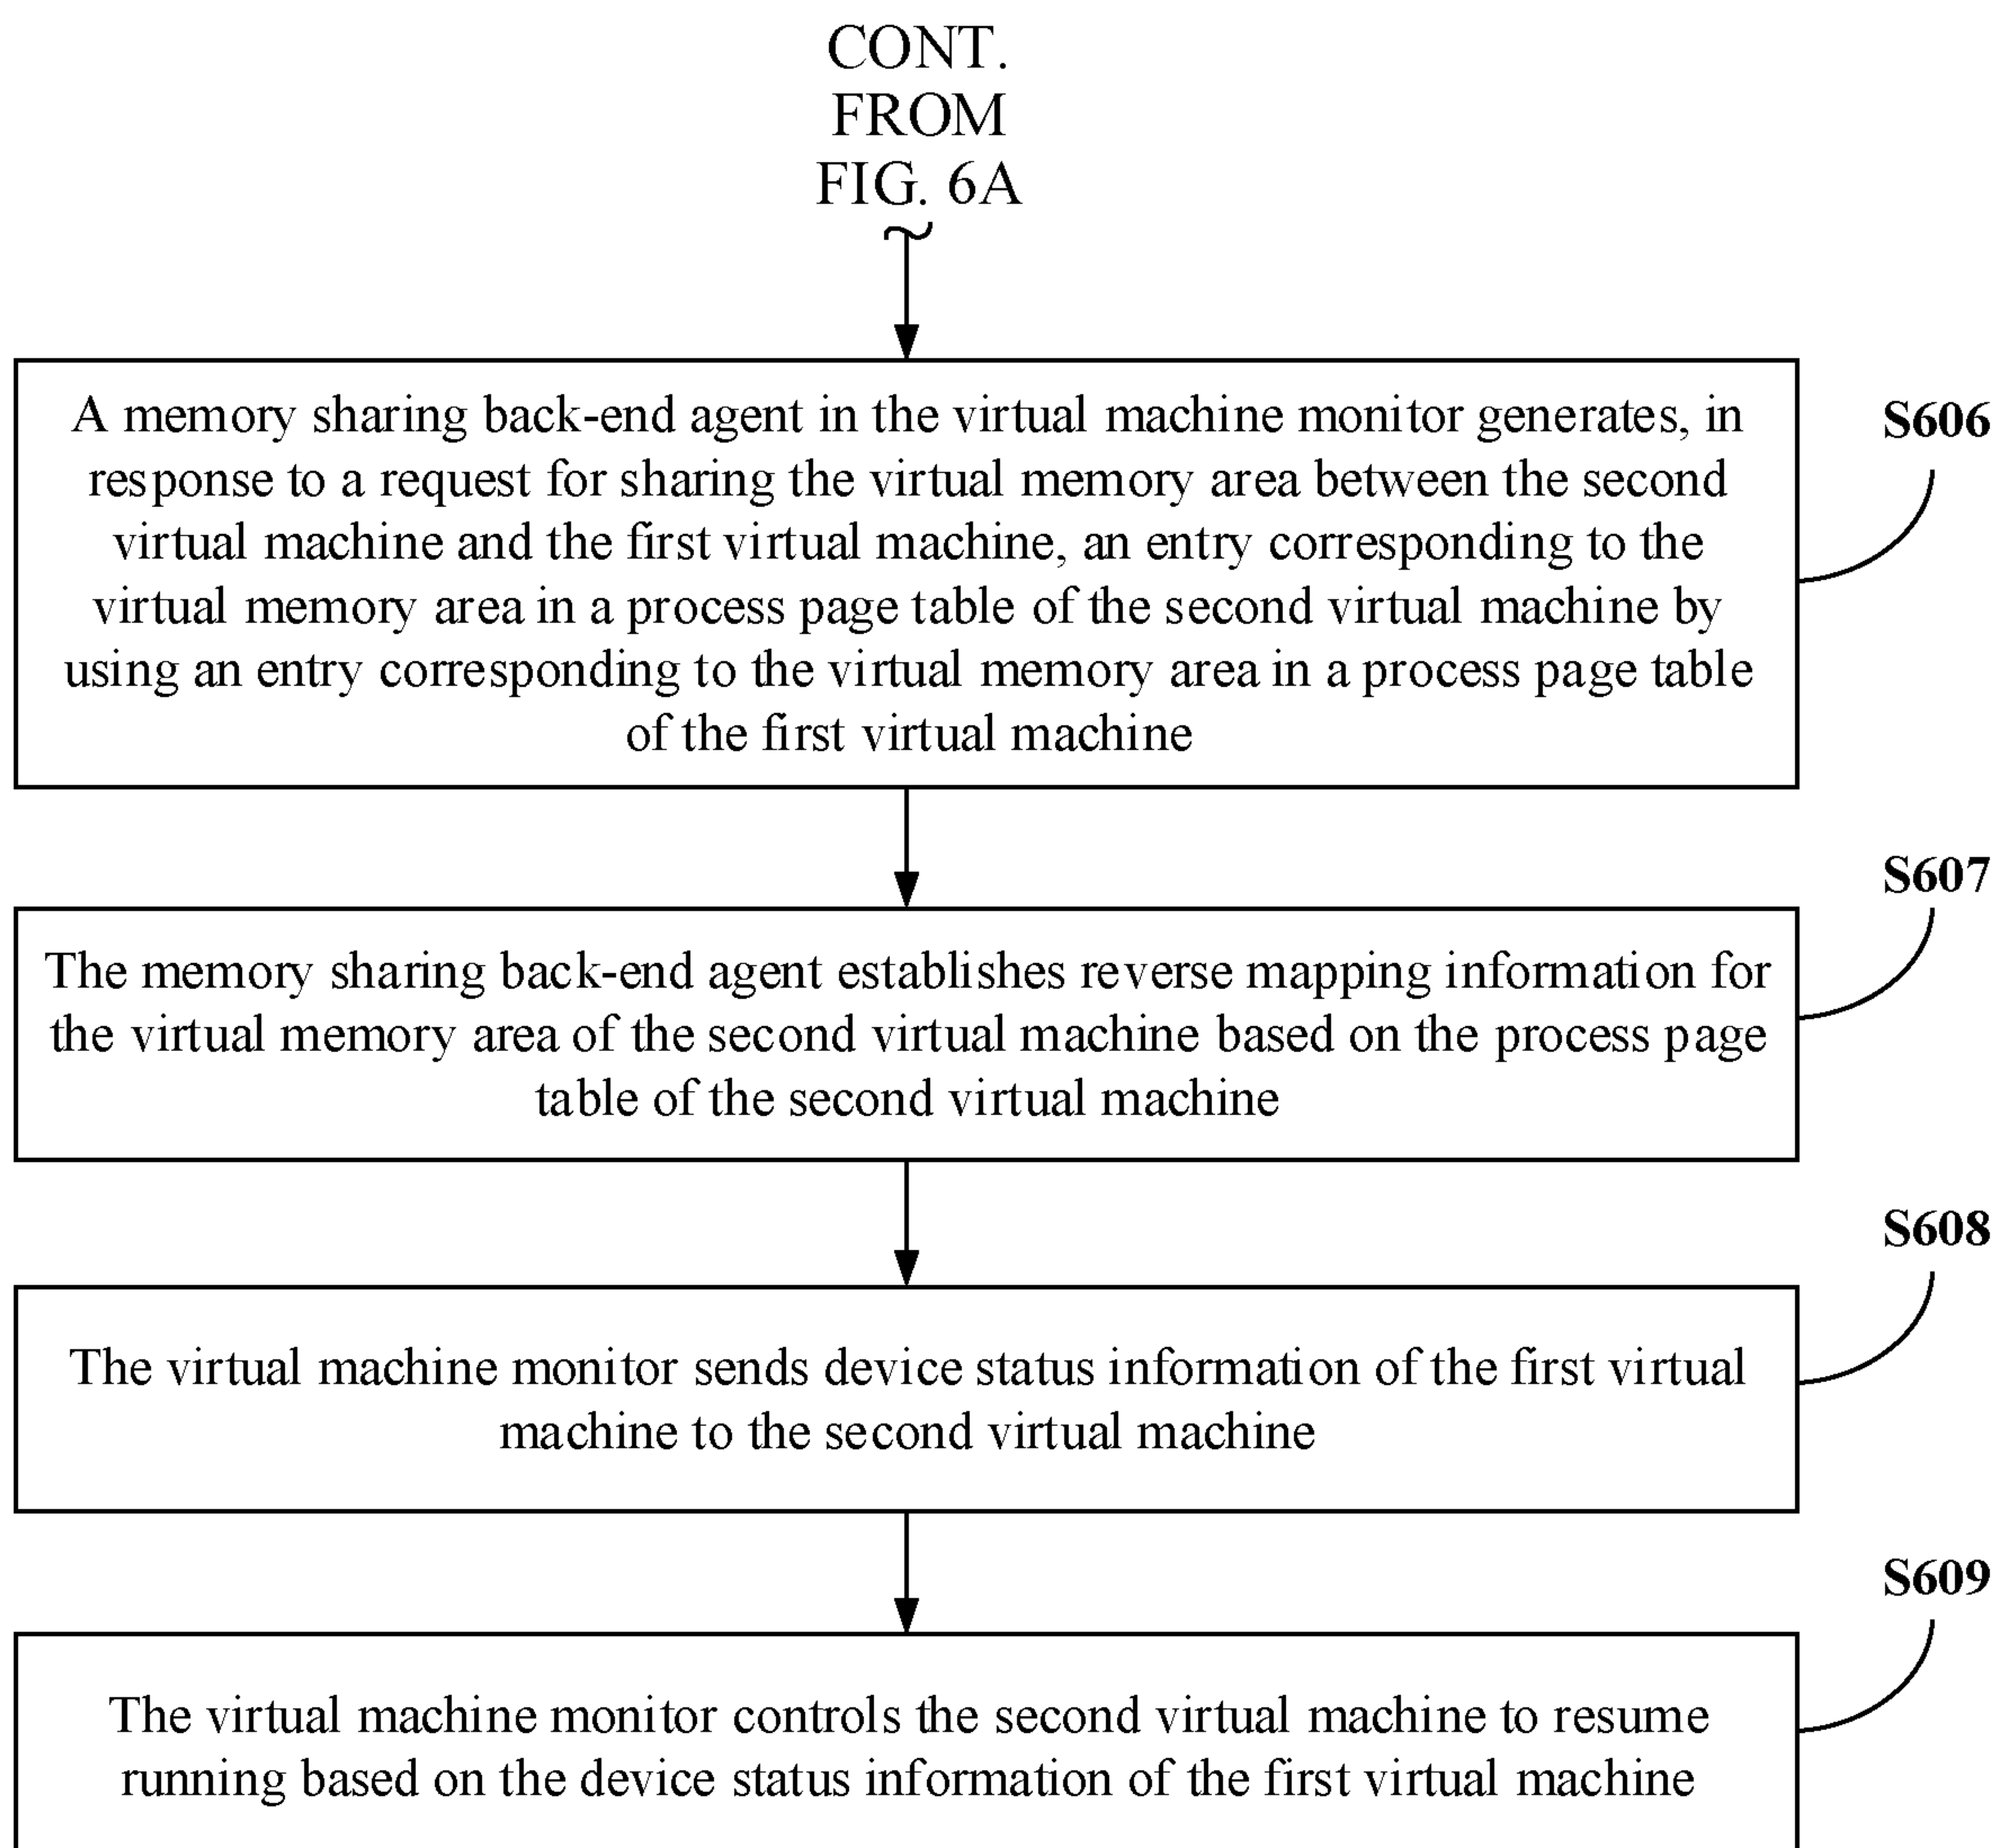 CONT.
FROM
FIG. 6A
A memory sharing back-end agent in the virtual machine monitor generates, in
response to a request for sharing the virtual memory area between the second
virtual machine and the first virtual machine, an entry corresponding to the
virtual memory area in a process page table of the second virtual machine by
using an entry corresponding to the virtual memory area in a process page table
of the first virtual machine
S606
The memory sharing back-end agent establishes reverse mapping information for
the virtual memory area of the second virtual machine based on the process page
table of the second virtual machine
S607
The virtual machine monitor sends device status information of the first virtual
machine to the second virtual machine
S608
The virtual machine monitor controls the second virtual machine to resume
running based on the device status information of the first virtual machine
S609